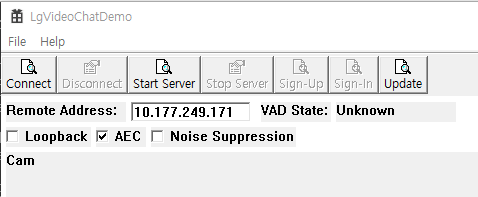 LgVideoChatDemo
File Help
Connect Disconnect Start Server Stop Server Sign-Up Sign-In Update
Remote Address: 10.177.249.171 VAD State: Unknown
Loopback AEC Noise Suppression
Cam